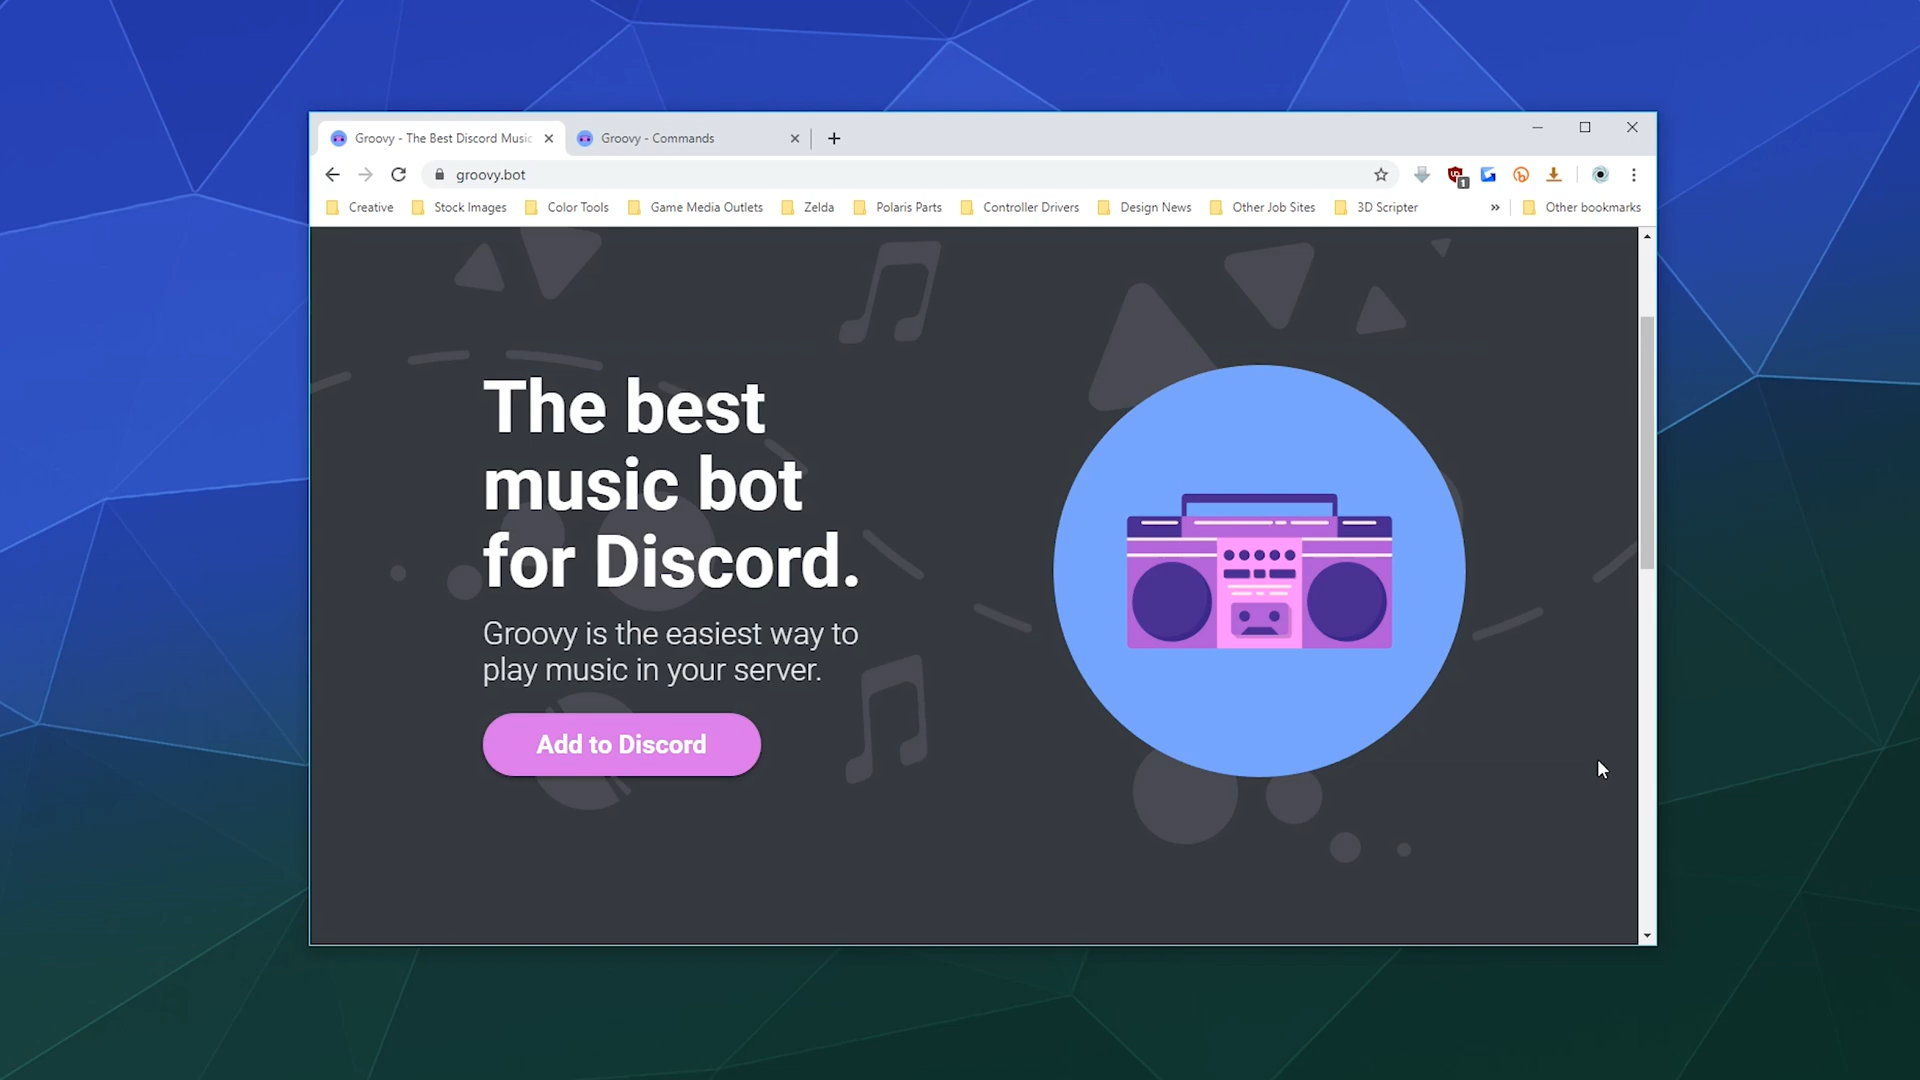 Groovy - The Best Discord Music
Groovy - Commands
groovy.bot
1
Creative
Stock Images
Color Tools
Game Media Outlets
Zelda
Polaris Parts
Controller Drivers
Design News
Other Job Sites
3D Scripter
»
Other bookmarks
The best
music bot
for Discord.
Groovy is the easiest way to
play music in your server.
Add to Discord